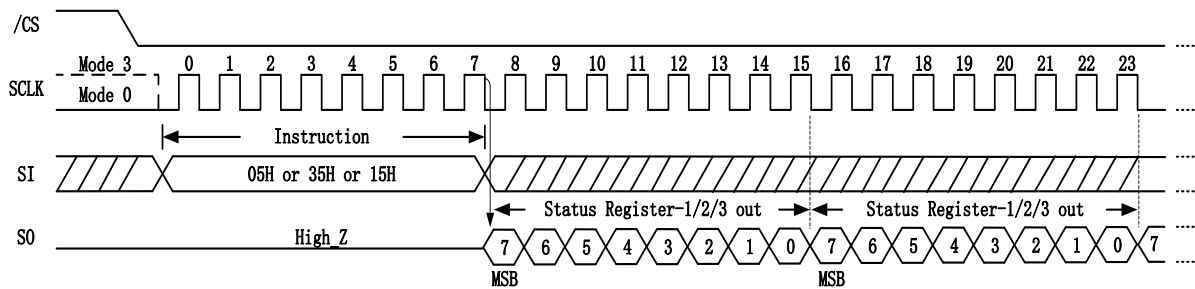 /CS
Mode 3 0 1 2 3 4 5 6 7 8 9 10 11 12 13 14 15 16 17 18 19 20 21 22 23
SCLK
Mode 0
Instruction
SI 05H or 35H or 15H
Status Register-1/2/3 out Status Register-1/2/3 out
SO High_Z 7 6 5 4 3 2 1 0 7 6 5 4 3 2 1 0 7
MSB MSB